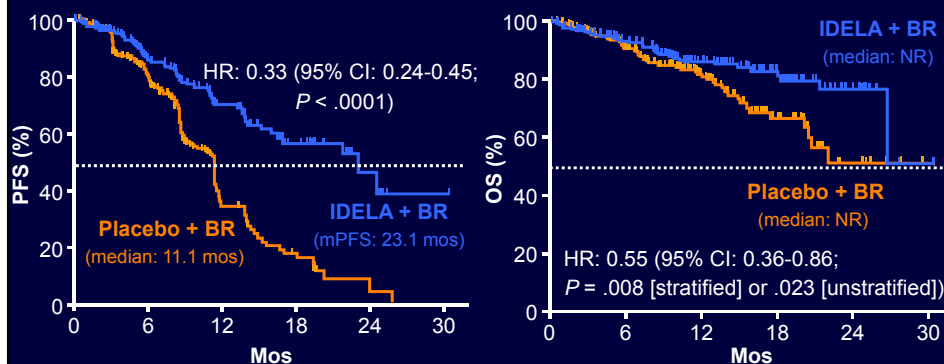 PFS (%)
100
80
60
40
20
0
HR: 0.33 (95% CI: 0.24-0.45;
P < .0001)
Placebo + BR
(median: 11.1 mos)
IDELA + BR
(mPFS: 23.1 mos)
0 6 12 18 24 30
Mos
OS (%)
100
80
60
40
80
0
IDELA + BR
(median: NR)
Placebo + BR
(median: NR)
HR: 0.55 (95% CI: 0.36-0.86;
P = .008 [stratified] or .023 [unstratified])
0 6 12 18 24 30
Mos